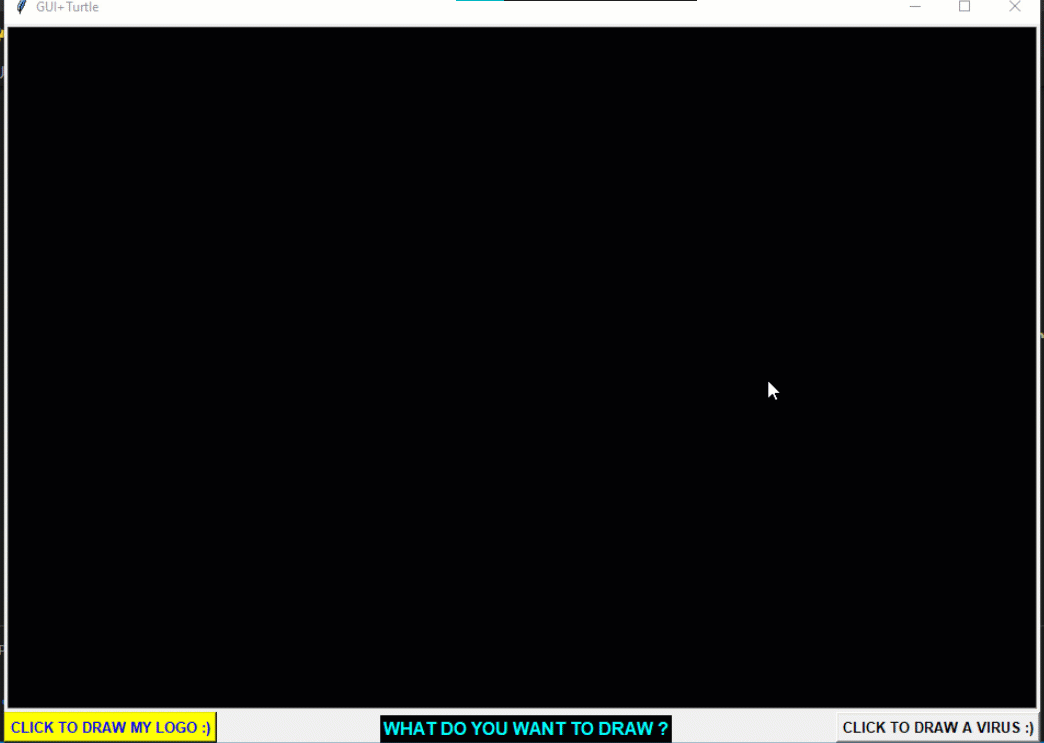 GUI+Turtle
CLICK TO DRAW MY LOGO :)
WHAT DO YOU WANT TO DRAW ?
CLICK TO DRAW A VIRUS :)